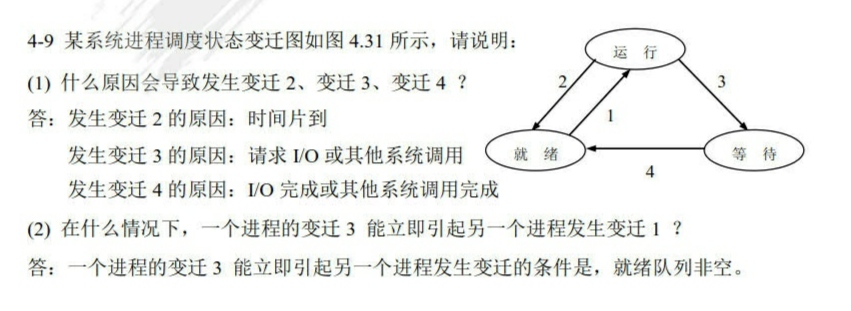 4-9 某系统进程调度状态变迁图如图 4.31 所示，请说明：
(1) 什么原因会导致发生变迁 2、变迁 3、变迁 4 ？
答：发生变迁 2 的原因：时间片到
发生变迁 3 的原因：请求 I/O 或其他系统调用
发生变迁 4 的原因：I/O 完成或其他系统调用完成
运 行
2
3
1
就 绪
等 待
4
(2) 在什么情况下，一个进程的变迁 3 能立即引起另一个进程发生变迁 1 ？
答：一个进程的变迁 3 能立即引起另一个进程发生变迁的条件是，就绪队列非空。